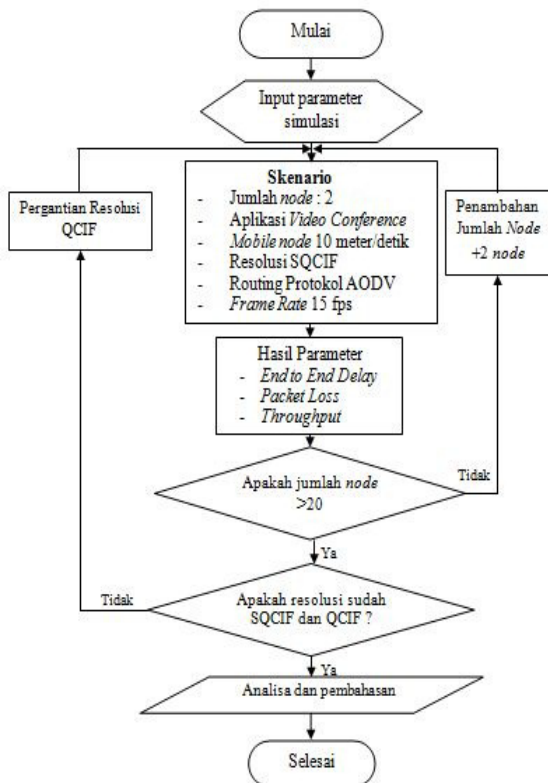 Mulai
Input parameter
simulasi
Pergantian Resolusi
QCIF
Skenario
- Jumlah node : 2
- Aplikasi Video Conference
- Mobile node 10 meter/detik
- Resolusi SQCIF
- Routing Protokol AODV
- Frame Rate 15 fps
Penambahan
Jumlah Node
+2 node
Hasil Parameter
- End to End Delay
- Packet Loss
- Throughput
Apakah jumlah node
>20
Tidak
Ya
Apakah resolusi sudah
SQCIF dan QCIF ?
Tidak
Ya
Analisa dan pembahasan
Selesai